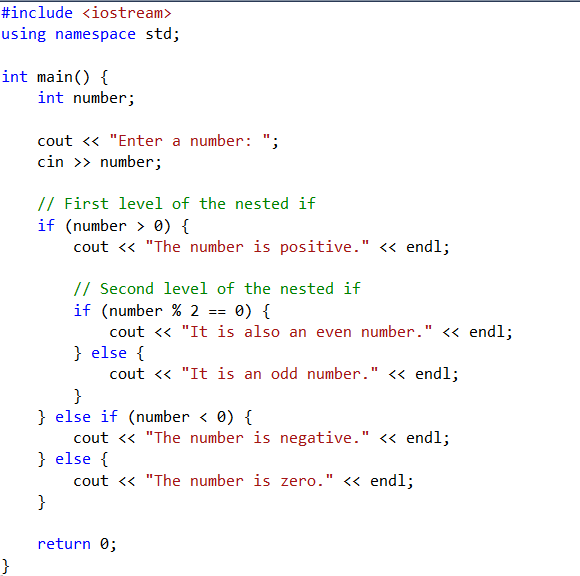 #include <iostream>
using namespace std;
int main() {
    int number;
    cout << "Enter a number: ";
    cin >> number;
    // First level of the nested if
    if (number > 0) {
        cout << "The number is positive." << endl;
        // Second level of the nested if
        if (number % 2 == 0) {
            cout << "It is also an even number." << endl;
        } else {
            cout << "It is an odd number." << endl;
        }
    } else if (number < 0) {
        cout << "The number is negative." << endl;
    } else {
        cout << "The number is zero." << endl;
    }
    return 0;
}